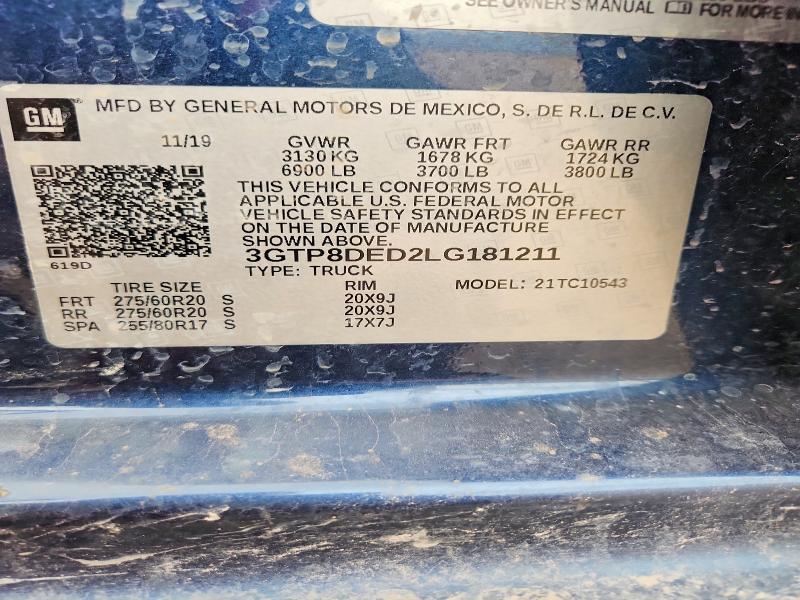 SEE OWNER'S MANUAL FOR MORE
GM MFD BY GENERAL MOTORS DE MEXICO, S. DE R.L. DE C.V.
11/19 GVWR GAWR FRT GAWR RR
3130 KG 1678 KG 1724 KG
6900 LB 3700 LB 3800 LB
THIS VEHICLE CONFORMS TO ALL
APPLICABLE U.S. FEDERAL MOTOR
VEHICLE SAFETY STANDARDS IN EFFECT
ON THE DATE OF MANUFACTURE
SHOWN ABOVE.
619D 3GTP8DED2LG181211
TYPE: TRUCK
TIRE SIZE RIM MODEL: 21TC10543
FRT 275/60R20 S 20X9J
RR 275/60R20 S 20X9J
SPA 255/80R17 S 17X7J